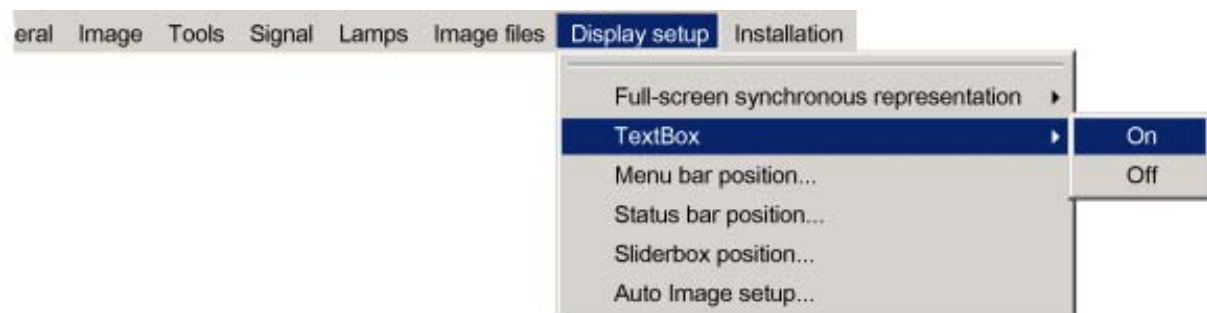 eral Image Tools Signal Lamps Image files Display setup Installation
Full-screen synchronous representation
TextBox On
Menu bar position... Off
Status bar position...
Sliderbox position...
Auto Image setup...